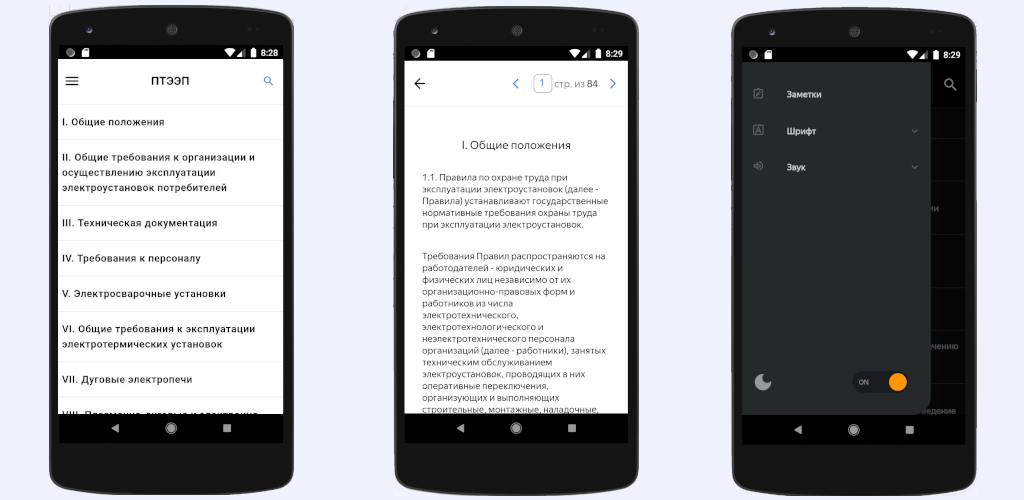 8:28
ПТЭЭП
I. Общие положения
II. Общие требования к организации и
осуществлению эксплуатации
электроустановок потребителей
III. Техническая документация
IV. Требования к персоналу
V. Электросварочные установки
VI. Общие требования к эксплуатации
электротермических установок
VII. Дуговые электропечи
8:29
1 стр. из 84
I. Общие положения
1.1. Правила по охране труда при
эксплуатации электроустановок (далее -
Правила) устанавливают государственные
нормативные требования охраны труда
при эксплуатации электроустановок.
Требования Правил распространяются на
работодателей - юридических и
физических лиц независимо от их
организационно-правовых форм и
работников из числа
электротехнического,
электротехнологического и
неэлектротехнического персонала
организаций (далее - работники), занятых
техническим обслуживанием
электроустановок, проводящих в них
оперативные переключения,
организующих и выполняющих
строительные, монтажные, наладочные,
8:29
Заметки
Шрифт
Звук
ни
чению
ведение
ON